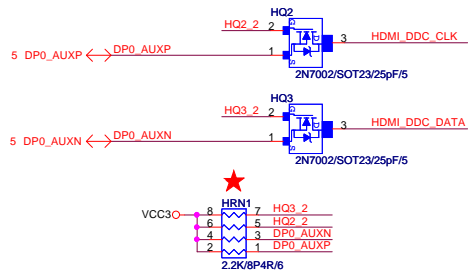 HQ2
HQ2_2 2 G D 3 HDMI_DDC_CLK
5 DP0_AUXP DP0_AUXP 1 S
2N7002/SOT23/25pF/5
HQ3
HQ3_2 2 G D 3 HDMI_DDC_DATA
5 DP0_AUXN DP0_AUXN 1 S
2N7002/SOT23/25pF/5
HRN1
VCC3 8 7 HQ3_2
6 5 HQ2_2
4 3 DP0_AUXN
2 1 DP0_AUXP
2.2K/8P4R/6